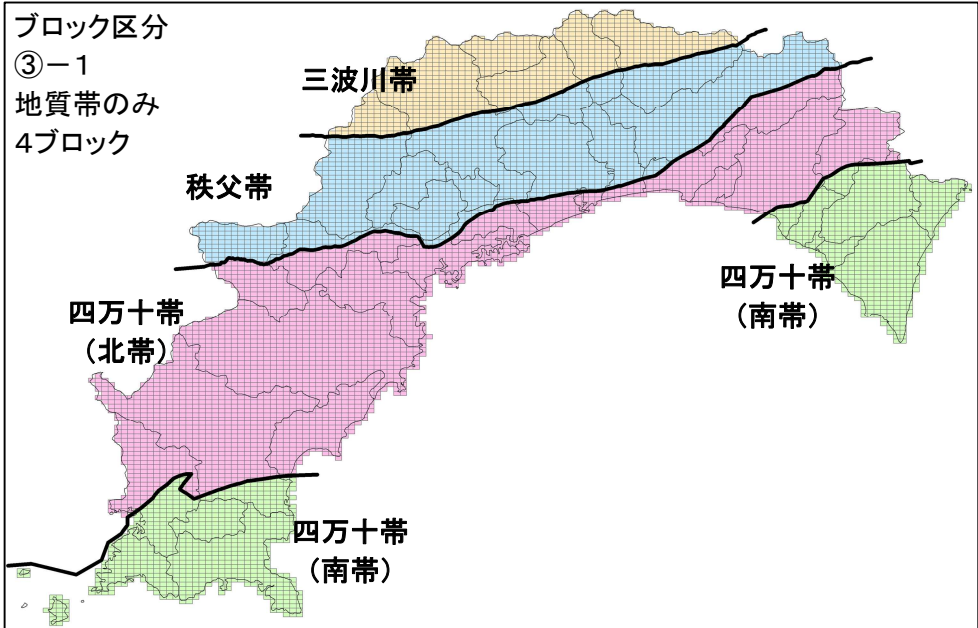 ブロック区分
③－1
地質帯のみ
4ブロック
三波川帯
秩父帯
四万十帯
（北帯）
四万十帯
（南帯）
四万十帯
（南帯）